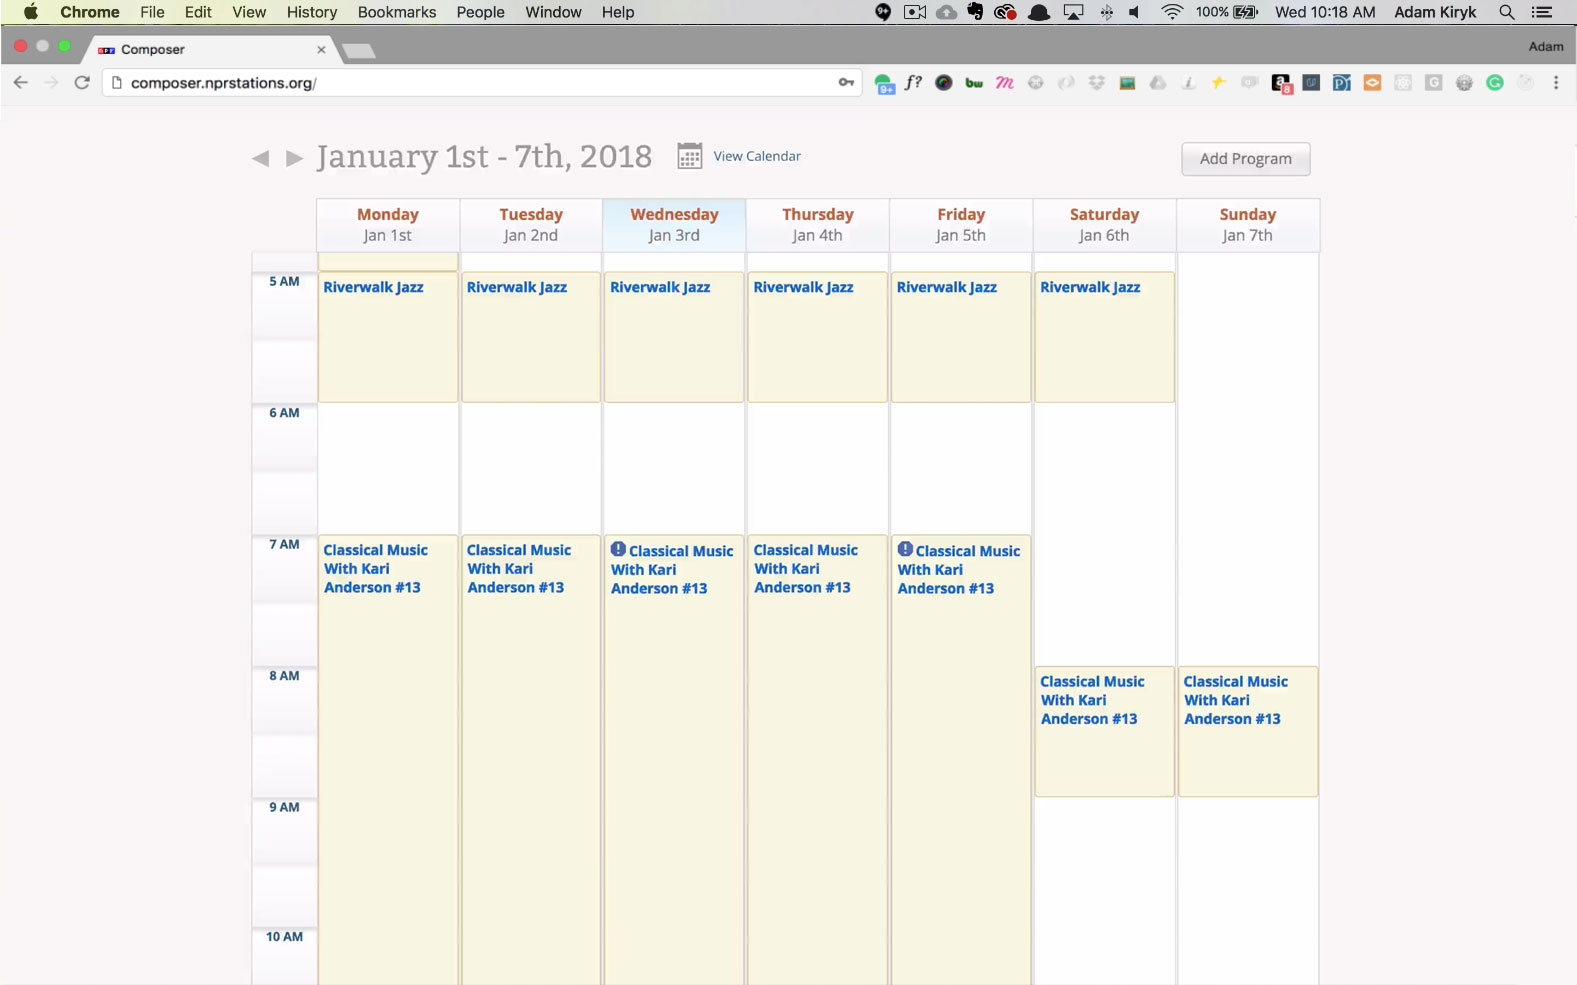 Chrome File Edit View History Bookmarks People Window Help 9+ 100% Wed 10:18 AM Adam Kiryk
npr Composer × Adam
composer.nprstations.org/ 9+ f? bw m a 8 G G
January 1st - 7th, 2018 View Calendar Add Program
Monday Tuesday Wednesday Thursday Friday Saturday Sunday
Jan 1st Jan 2nd Jan 3rd Jan 4th Jan 5th Jan 6th Jan 7th
5 AM Riverwalk Jazz Riverwalk Jazz Riverwalk Jazz Riverwalk Jazz Riverwalk Jazz Riverwalk Jazz
6 AM
7 AM Classical Music Classical Music ! Classical Music Classical Music ! Classical Music
With Kari With Kari With Kari With Kari With Kari
Anderson #13 Anderson #13 Anderson #13 Anderson #13 Anderson #13
8 AM Classical Music Classical Music
With Kari With Kari
Anderson #13 Anderson #13
9 AM
10 AM